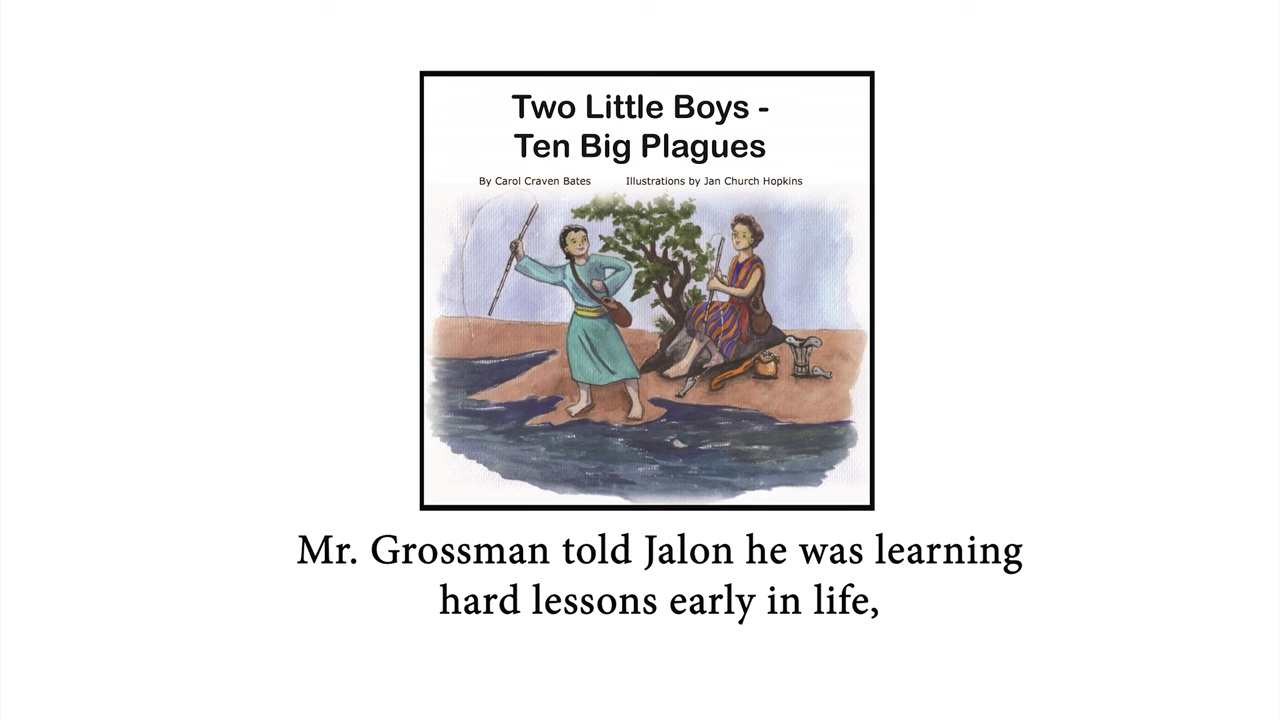 Two Little Boys -
Ten Big Plagues
By Carol Craven Bates Illustrations by Jan Church Hopkins
Mr. Grossman told Jalon he was learning
hard lessons early in life,